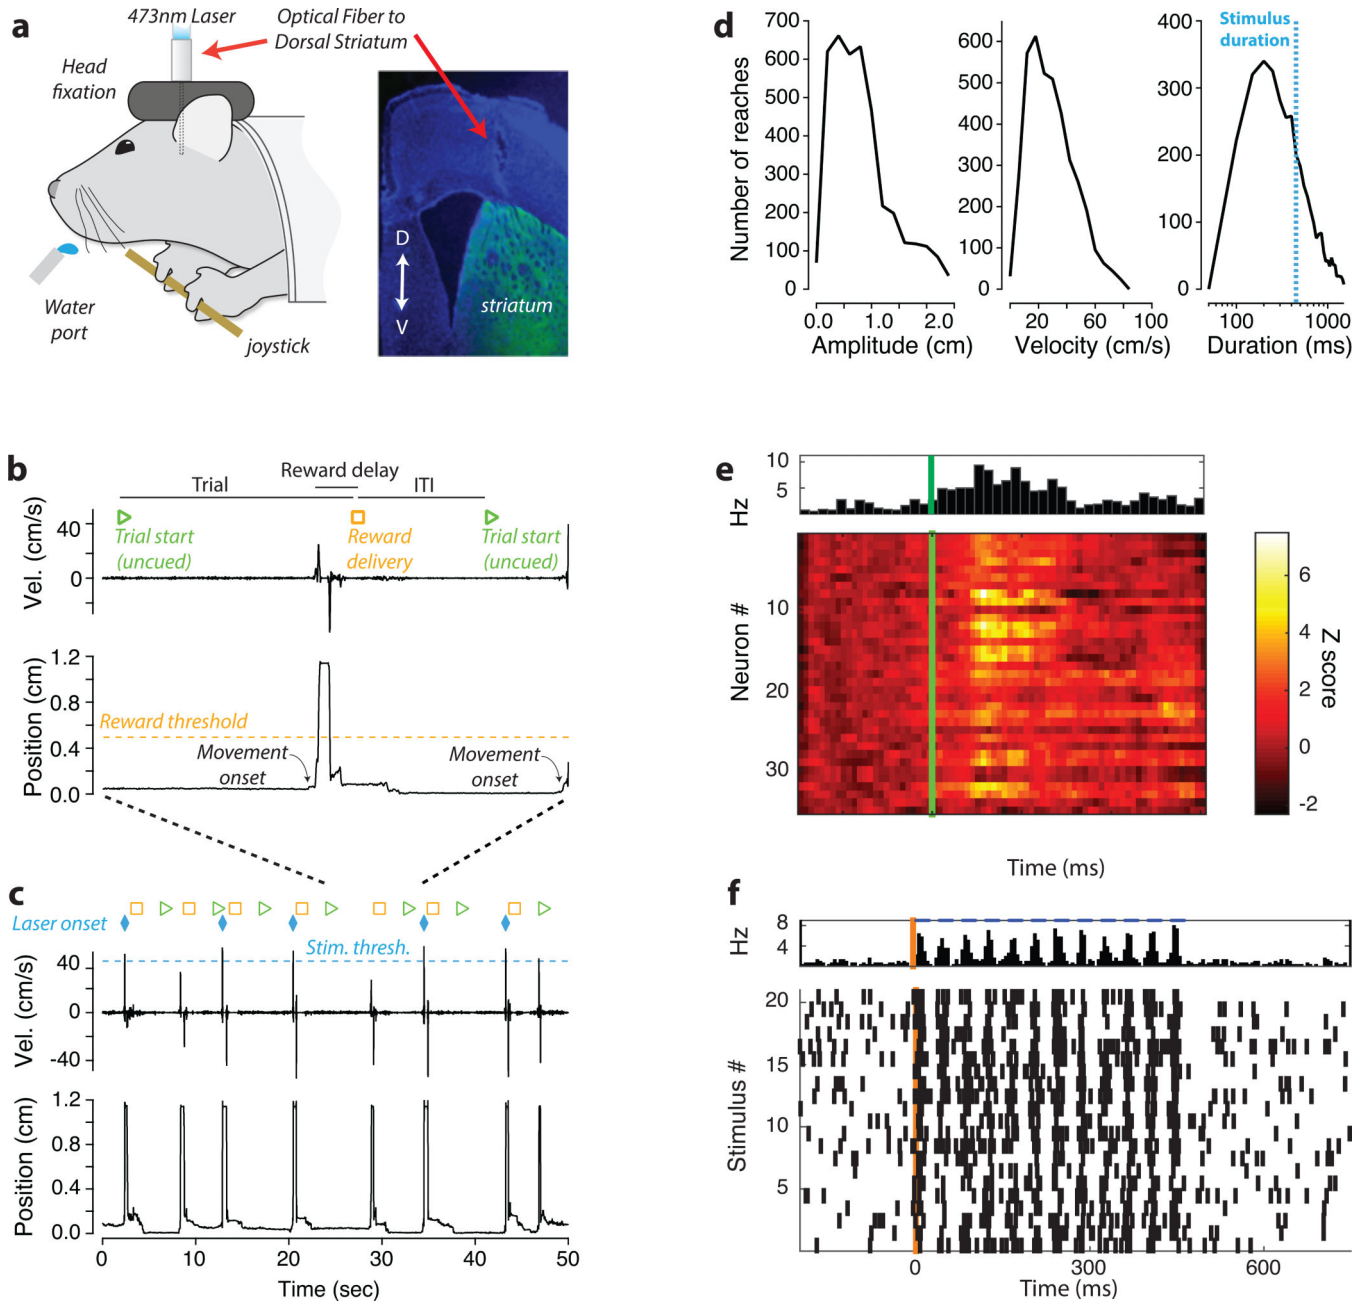 a
473nm Laser
Optical Fiber to
Dorsal Striatum
Head
fixation
D
V
striatum
Water
port
joystick
b
Reward delay
Trial
ITI
Trial start
(uncued)
Reward
delivery
Trial start
(uncued)
Vel. (cm/s)
40
0
Position (cm)
1.2
0.8
0.4
0.0
Reward threshold
Movement
onset
Movement
onset
c
Laser onset
Stim. thresh.
Vel. (cm/s)
40
0
-40
Position (cm)
1.2
0.8
0.4
0.0
0 10 20 30 40 50
Time (sec)
d
Number of reaches
700
600
500
400
300
200
100
0
0.0 1.0 2.0
Amplitude (cm)
600
500
400
300
200
100
0
0 20 60 100
Velocity (cm/s)
Stimulus
duration
400
300
200
100
0
100 1000
Duration (ms)
e
Hz
10
5
Neuron #
10
20
30
6
4
2
0
-2
Z score
Time (ms)
f
Hz
8
4
Stimulus #
20
15
10
5
0 300 600
Time (ms)